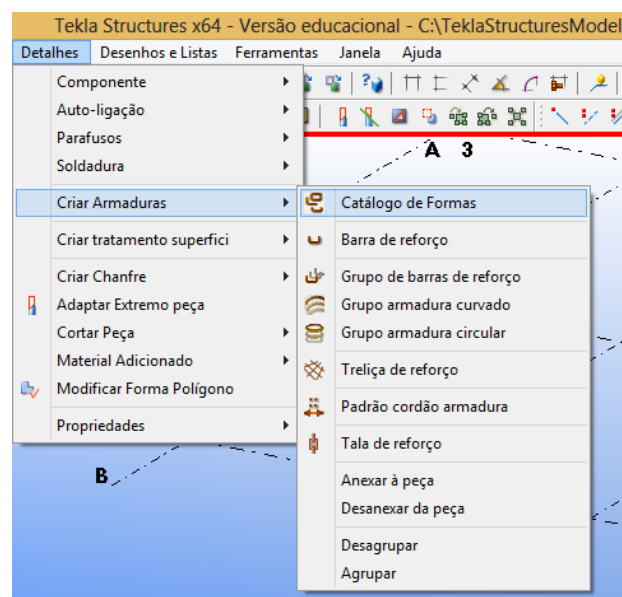 Tekla Structures x64 - Versão educacional - C:\TeklaStructuresModel
Detalhes Desenhos e Listas Ferramentas Janela Ajuda
Componente
Auto-ligação
Parafusos
Soldadura
Criar Armaduras
Criar tratamento superfici
Criar Chanfre
Adaptar Extremo peça
Cortar Peça
Material Adicionado
Modificar Forma Polígono
Propriedades
Catálogo de Formas
Barra de reforço
Grupo de barras de reforço
Grupo armadura curvado
Grupo armadura circular
Treliça de reforço
Padrão cordão armadura
Tala de reforço
Anexar à peça
Desanexar da peça
Desagrupar
Agrupar
A 3
B